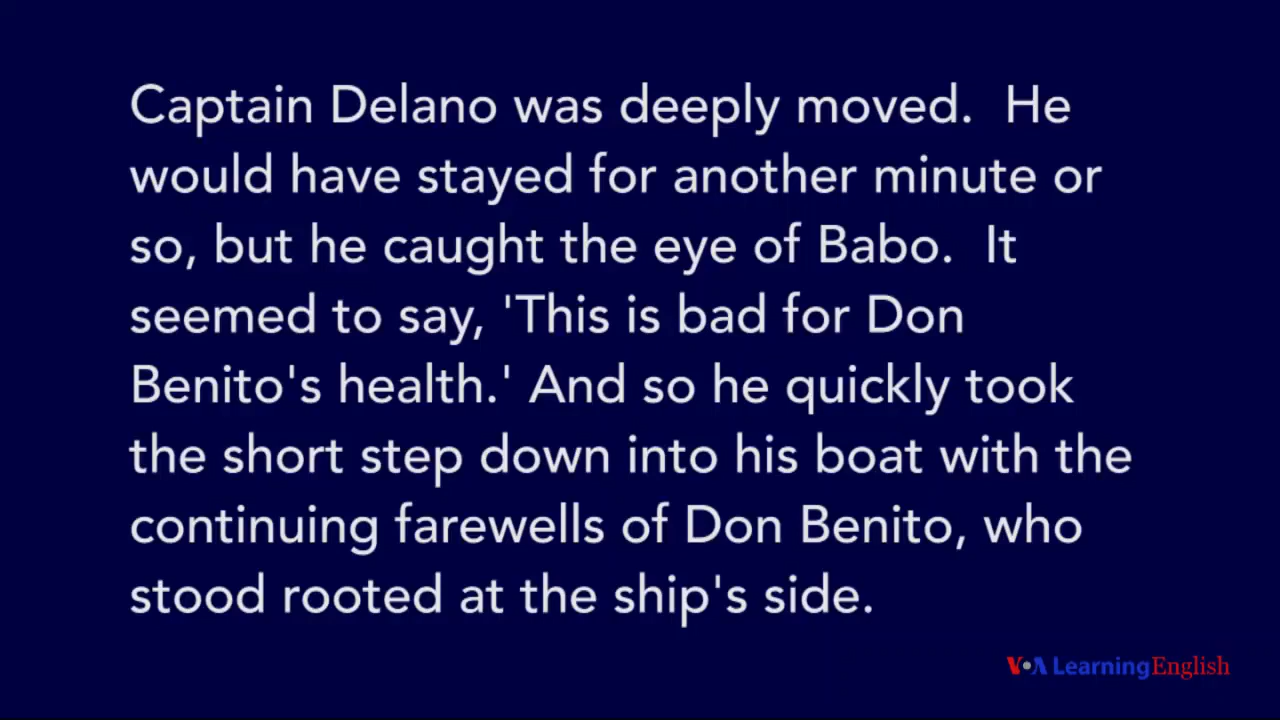 Captain Delano was deeply moved.  He
would have stayed for another minute or
so, but he caught the eye of Babo.  It
seemed to say, 'This is bad for Don
Benito's health.' And so he quickly took
the short step down into his boat with the
continuing farewells of Don Benito, who
stood rooted at the ship's side.
VOA LearningEnglish